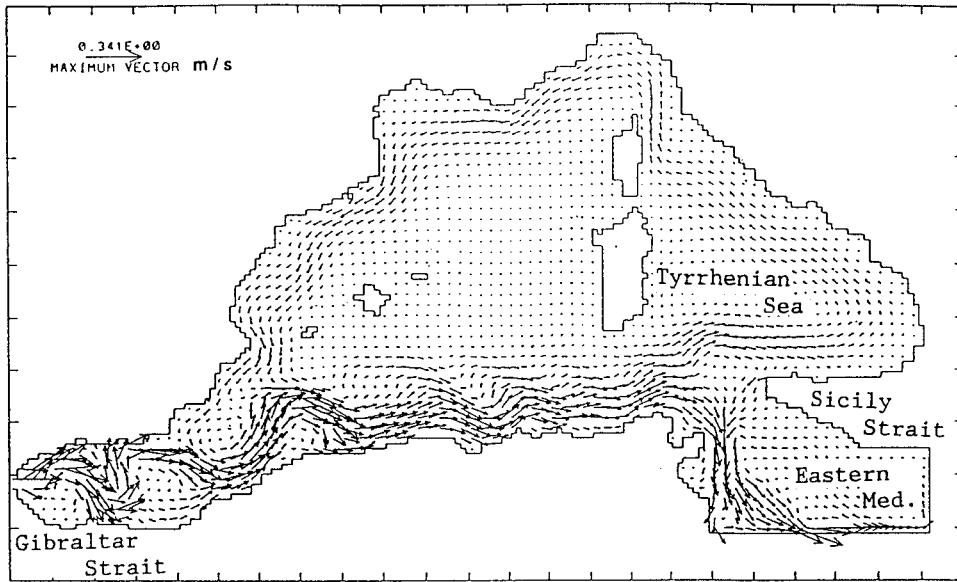 0.341E+00
MAXIMUM VECTOR m/s
Tyrrhenian
Sea
Sicily
Strait
Eastern
Med.
Gibraltar
Strait